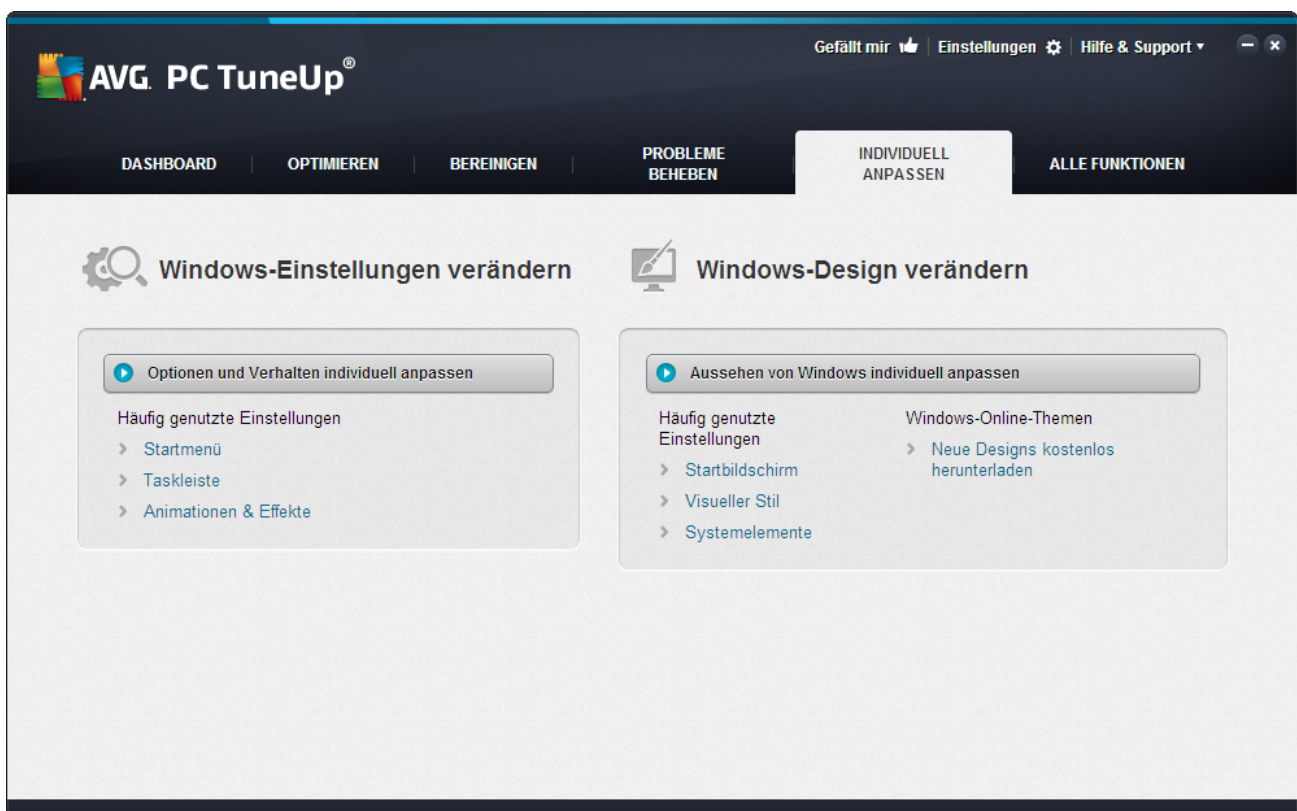 Gefällt mir | Einstellungen | Hilfe & Support
AVG. PC TuneUp®
DASHBOARD | OPTIMIEREN | BEREINIGEN | PROBLEME BEHEBEN | INDIVIDUELL ANPASSEN | ALLE FUNKTIONEN
Windows-Einstellungen verändern
Optionen und Verhalten individuell anpassen
Häufig genutzte Einstellungen
Startmenü
Taskleiste
Animationen & Effekte
Windows-Design verändern
Aussehen von Windows individuell anpassen
Häufig genutzte
Einstellungen
Startbildschirm
Visueller Stil
Systemelemente
Windows-Online-Themen
Neue Designs kostenlos
herunterladen